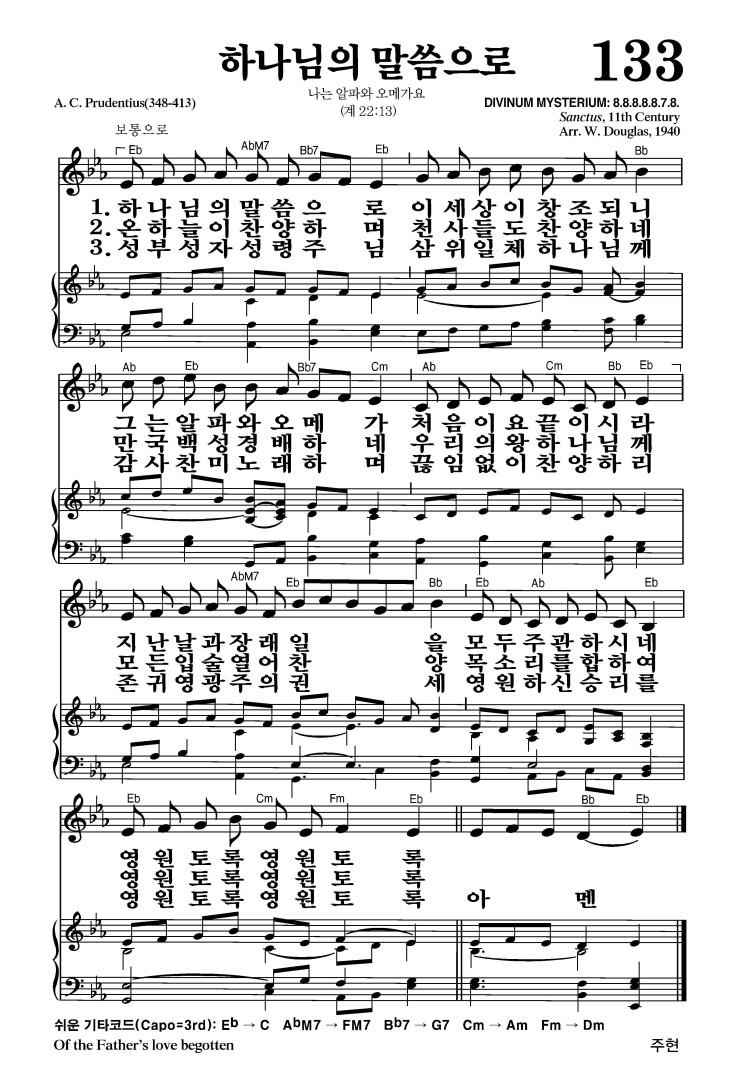 하나님의 말씀으로
133
나는 알파와 오메가요
(계 22:13)
A. C. Prudentius(348-413)
DIVINUM MYSTERIUM: 8.8.8.8.8.7.8.
Sanctus, 11th Century
Arr. W. Douglas, 1940
보통으로
Eb AbM7 Bb7 Eb Bb
1. 하 나 님 의 말 씀 으 로 이 세 상 이 창 조 되 니
2. 온 하 늘 이 찬 양 하 며 천 사 들 도 찬 양 하 네
3. 성 부 성 자 성 령 주 님 삼 위 일 체 하 나 님 께
Ab Eb Bb7 Cm Ab Cm Bb Eb
그 는 알 파 와 오 메 가 처 음 이 요 끝 이 시 라
만 국 백 성 경 배 하 네 우 리 의 왕 하 나 님 께
감 사 찬 미 노 래 하 며 끊 임 없 이 찬 양 하 리
AbM7 Eb Bb Eb Ab Eb
지 난 날 과 장 래 일 을 모 두 주 관 하 시 네
모 든 입 술 열 어 찬 양 목 소 리 를 합 하 여
존 귀 영 광 주 의 권 세 영 원 하 신 승 리 를
Eb Cm Fm Eb Bb Eb
영 원 토 록 영 원 토 록
영 원 토 록 영 원 토 록
영 원 토 록 영 원 토 록 아 멘
쉬운 기타코드(Capo=3rd): Eb → C AbM7 → FM7 Bb7 → G7 Cm → Am Fm → Dm
Of the Father's love begotten
주현